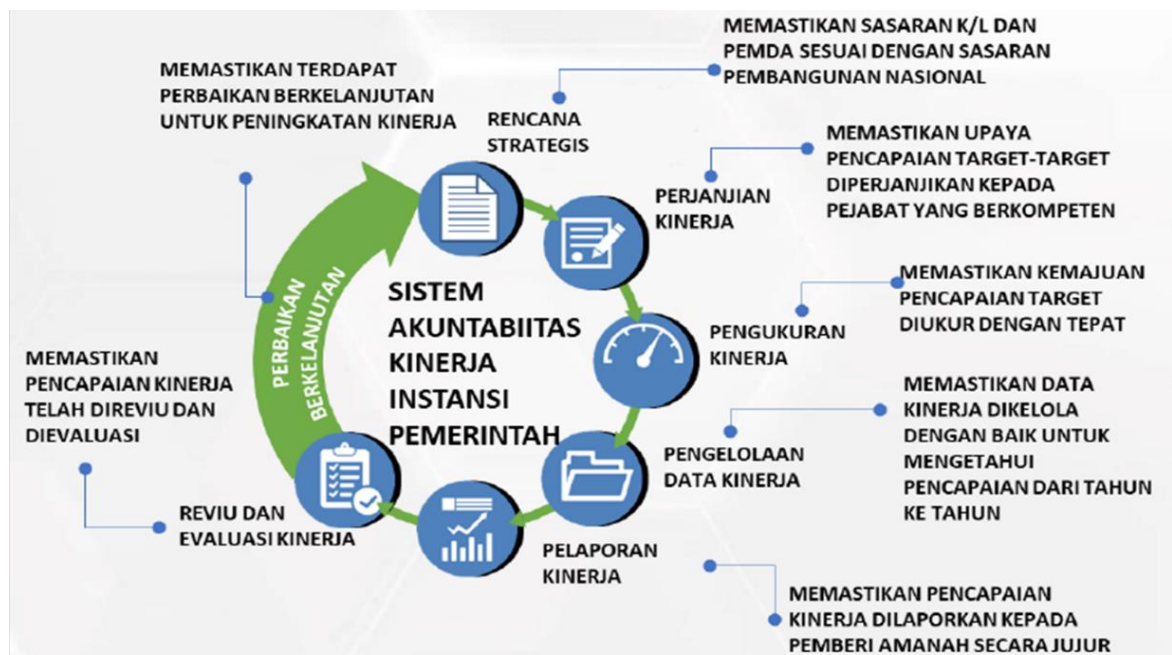 MEMASTIKAN SASARAN K/L DAN
PEMDA SESUAI DENGAN SASARAN
PEMBANGUNAN NASIONAL
MEMASTIKAN TERDAPAT
PERBAIKAN BERKELANJUTAN
UNTUK PENINGKATAN KINERJA
RENCANA
STRATEGIS
MEMASTIKAN UPAYA
PENCAPAIAN TARGET-TARGET
DIPERJANJIKAN KEPADA
PEJABAT YANG BERKOMPETEN
PERJANJIAN
KINERJA
MEMASTIKAN KEMAJUAN
PENCAPAIAN TARGET
DIUKUR DENGAN TEPAT
PENGUKURAN
KINERJA
SISTEM
AKUNTABIITAS
KINERJA
INSTANSI
PEMERINTAH
PERBAIKAN
BERKELANJUTAN
MEMASTIKAN
PENCAPAIAN KINERJA
TELAH DIREVIU DAN
DIEVALUASI
MEMASTIKAN DATA
KINERJA DIKELOLA
DENGAN BAIK UNTUK
MENGETAHUI
PENCAPAIAN DARI TAHUN
KE TAHUN
PENGELOLAAN
DATA KINERJA
REVIU DAN
EVALUASI KINERJA
PELAPORAN
KINERJA
MEMASTIKAN PENCAPAIAN
KINERJA DILAPORKAN KEPADA
PEMBERI AMANAH SECARA JUJUR